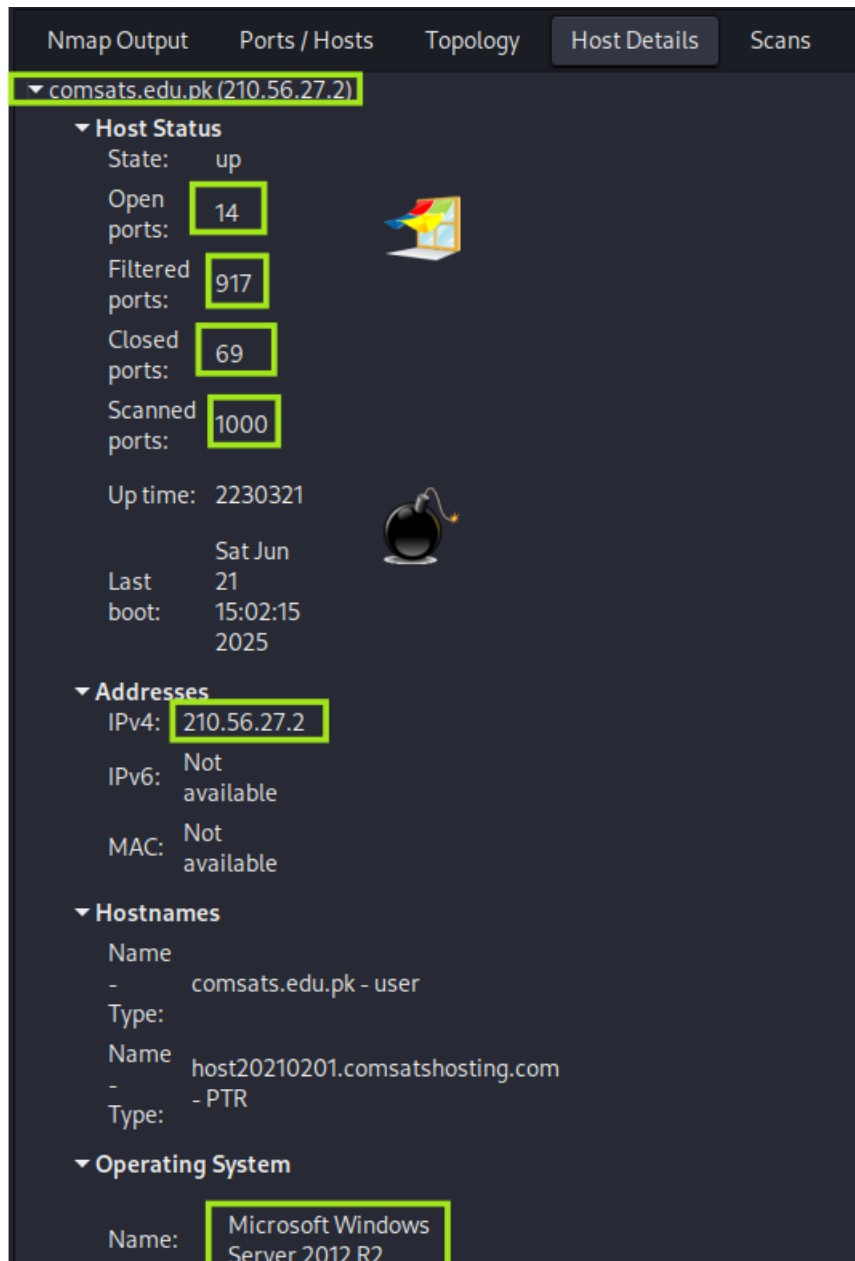 Nmap Output Ports / Hosts Topology Host Details Scans
comsats.edu.pk (210.56.27.2)
Host Status
State: up
Open
ports: 14
Filtered
ports: 917
Closed
ports: 69
Scanned
ports: 1000
Up time: 2230321
Last
boot: Sat Jun
21
15:02:15
2025
Addresses
IPv4: 210.56.27.2
IPv6: Not
available
MAC: Not
available
Hostnames
Name
-
Type: comsats.edu.pk - user
Name
-
Type: host20210201.comsatshosting.com
- PTR
Operating System
Name: Microsoft Windows
Server 2012 R2